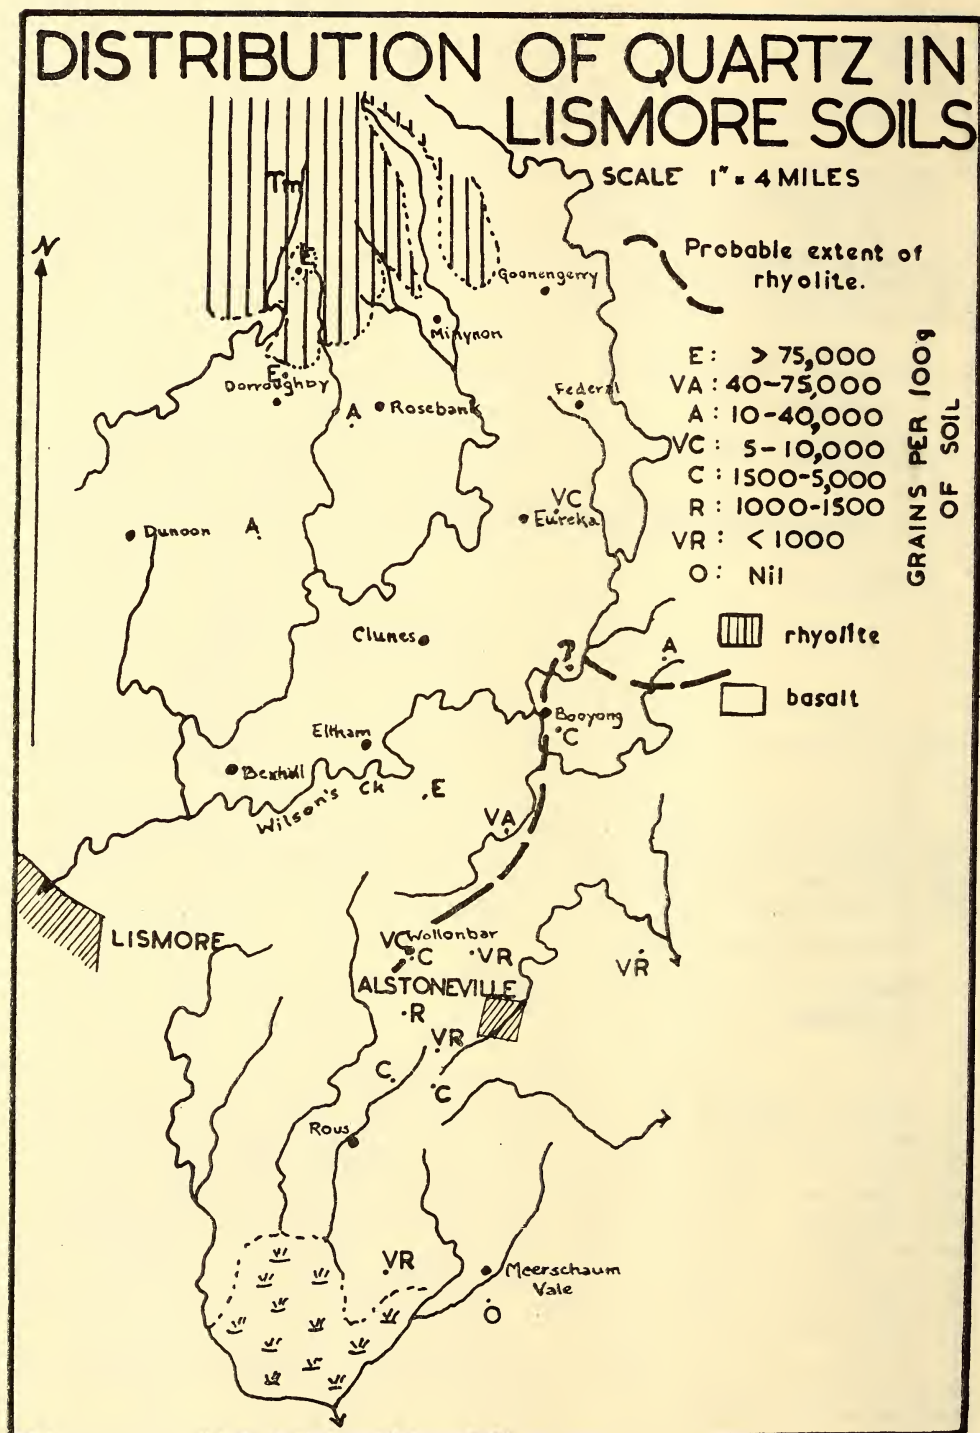 DISTRIBUTION OF QUARTZ IN
LISMORE SOILS
SCALE 1" = 4 MILES
Tm
N
E
Probable extent of
rhyolite.
Goonengerry
Minynon
E: > 75,000
VA: 40-75,000
A: 10-40,000
VC: 5-10,000
C: 1500-5,000
R: 1000-1500
VR: < 1000
O: Nil
GRAINS PER 100g
OF SOIL
E
Dorroughby
Federal
A
Rosebank
VC
Eureka
Dunoon
A
rhyolite
basalt
Clunes
?
A
Booyong
C
Eltham
Bexhill
Wilson's Ck
E
VA
LISMORE
VC
Wollonbar
C
VR
VR
ALSTONEVILLE
R
VR
C
C
Rous
VR
Meerschaum
Vale
O